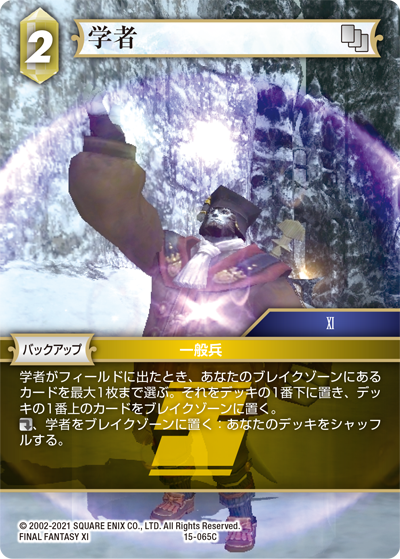 2
学者
XI
バックアップ
一般兵
学者がフィールドに出たとき、あなたのブレイクゾーンにある
カードを最大1枚まで選ぶ。それをデッキの1番下に置き、デッ
キの1番上のカードをブレイクゾーンに置く。
、学者をブレイクゾーンに置く:あなたのデッキをシャッフ
ルする。
© 2002-2021 SQUARE ENIX CO., LTD. All Rights Reserved.
FINAL FANTASY XI
15-065C